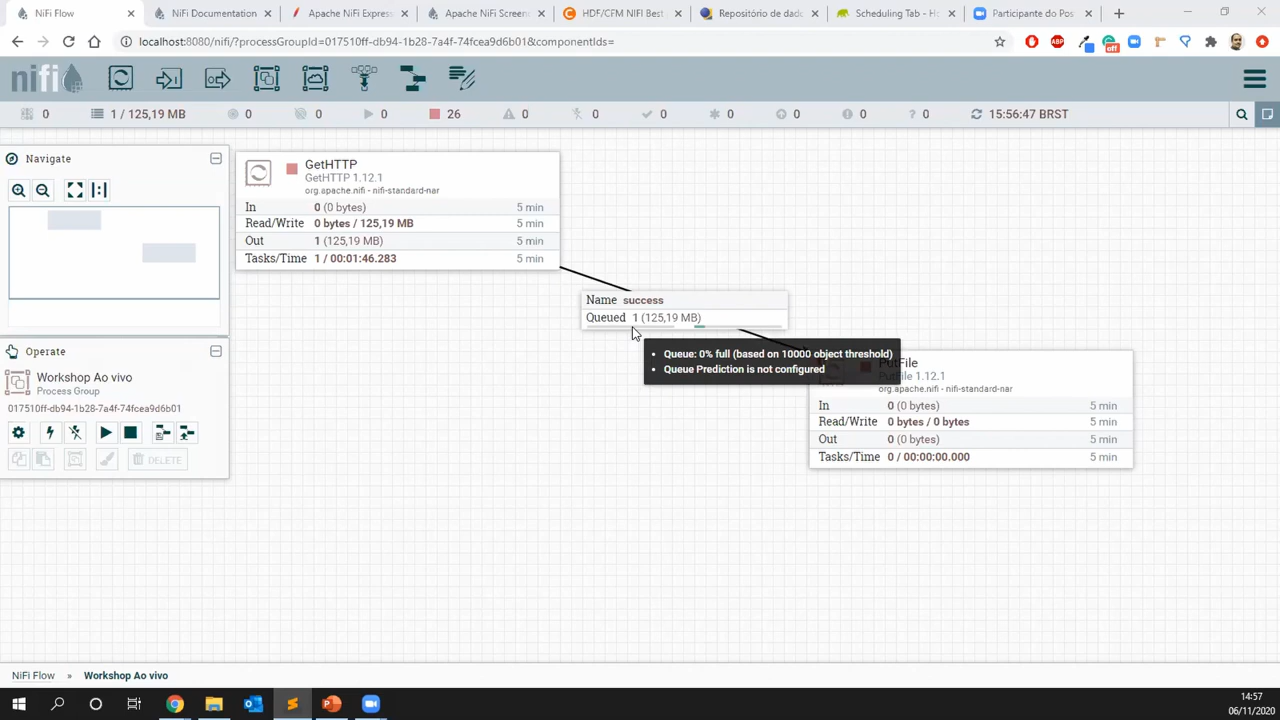 NiFi Flow
NiFi Documentation
Apache NiFi Expres
Apache NiFi Screen
HDF/CFM NIFI Best
Repositório de dado
Scheduling Tab - Ho
Participante do Pos
localhost:8080/nifi/?processGroupId=017510ff-db94-1b28-7a4f-74fcea9d6b01&componentIds=
ABP
off
nifi
0
1 / 125,19 MB
0
0
0
26
0
0
0
0
0
0
0
15:56:47 BRST
Navigate
GetHTTP
GetHTTP 1.12.1
org.apache.nifi - nifi-standard-nar
In 0 (0 bytes) 5 min
Read/Write 0 bytes / 125,19 MB 5 min
Out 1 (125,19 MB) 5 min
Tasks/Time 1 / 00:01:46.283 5 min
Name success
Queued 1 (125,19 MB)
Queue: 0% full (based on 10000 object threshold)
Queue Prediction is not configured
Operate
Workshop Ao vivo
Process Group
017510ff-db94-1b28-7a4f-74fcea9d6b01
DELETE
PutFile 1.12.1
org.apache.nifi - nifi-standard-nar
In 0 (0 bytes) 5 min
Read/Write 0 bytes / 0 bytes 5 min
Out 0 (0 bytes) 5 min
Tasks/Time 0 / 00:00:00.000 5 min
NiFi Flow » Workshop Ao vivo
14:57
06/11/2020